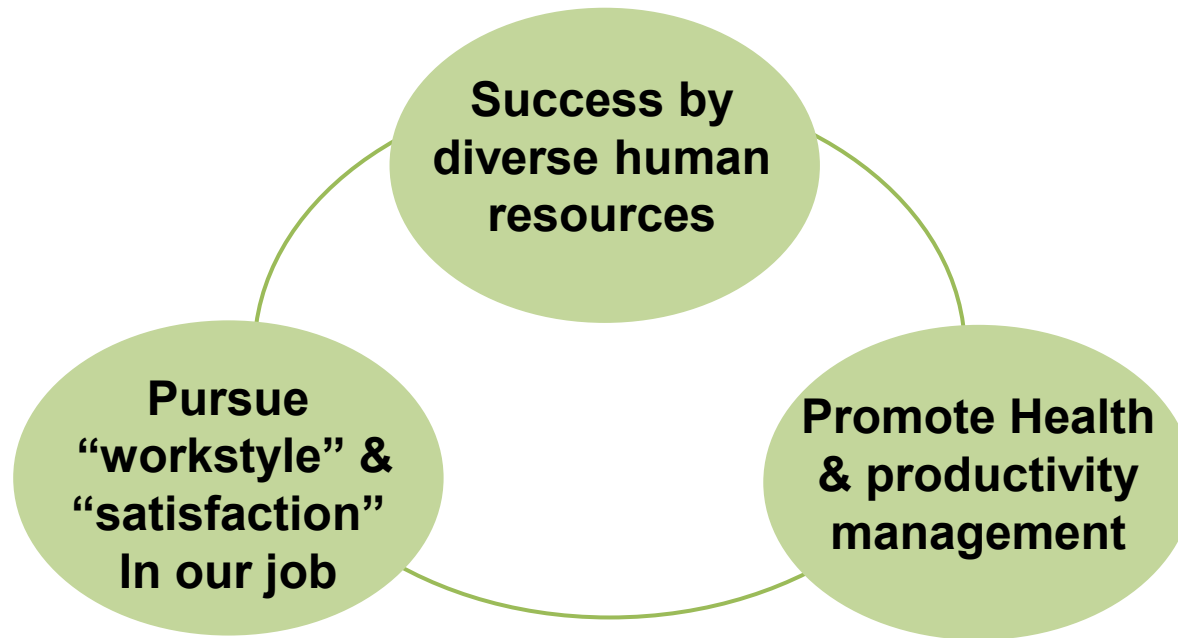 Success by
diverse human
resources
Pursue
“workstyle” &
“satisfaction”
In our job
Promote Health
& productivity
management